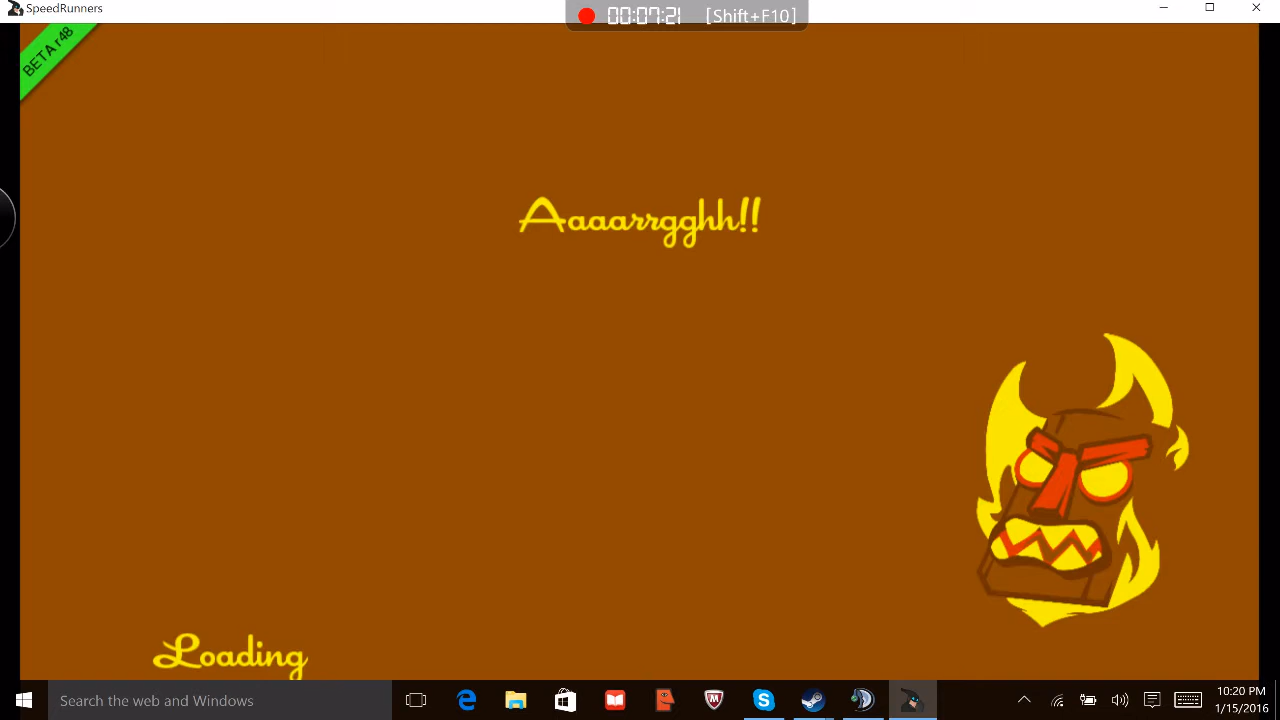 SpeedRunners
00:07:21 [Shift+F10]
BETA r48
Aaaarrgghh!!
Loading
Search the web and Windows
10:20 PM
1/15/2016